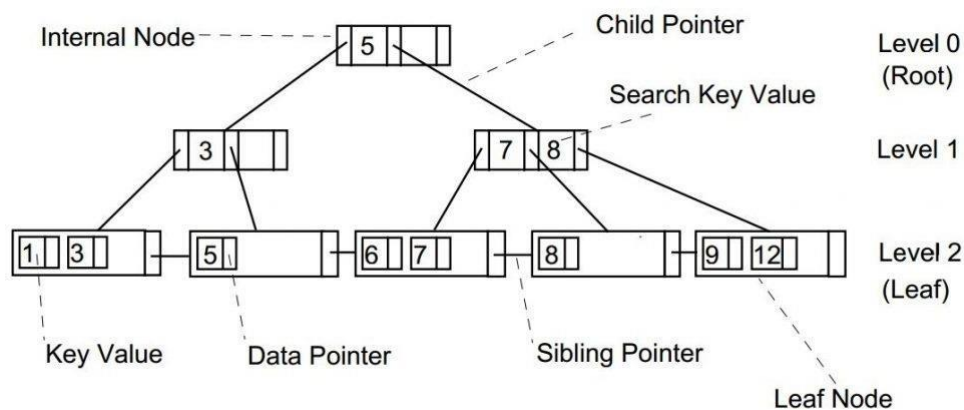 Internal Node
5
Child Pointer
Level 0
(Root)
Search Key Value
3
7 8
Level 1
1 3
5
6 7
8
9 12
Level 2
(Leaf)
Key Value
Data Pointer
Sibling Pointer
Leaf Node